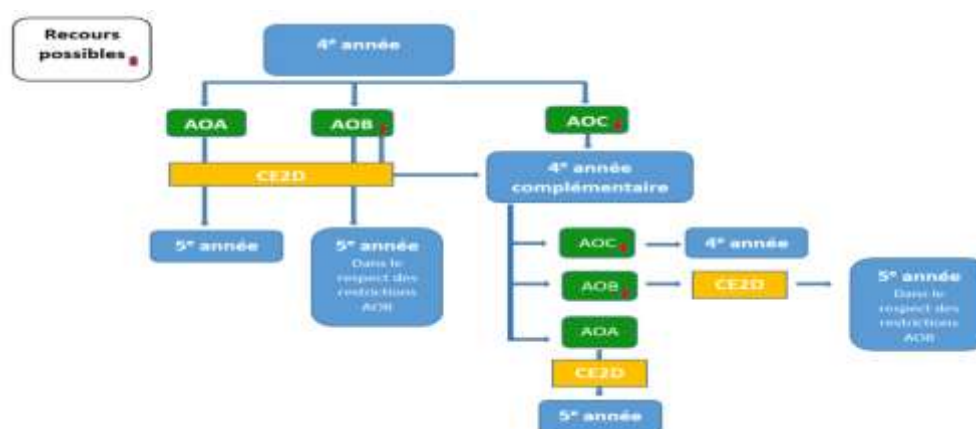 Recours
possibles
4e année
AOA
AOB
AOC
CE2D
4e année
complémentaire
5e année
5e année
Dans le
respect des
restrictions
AOB
AOC
4e année
AOB
CE2D
5e année
Dans le
respect des
restrictions
AOB
AOA
CE2D
5e année